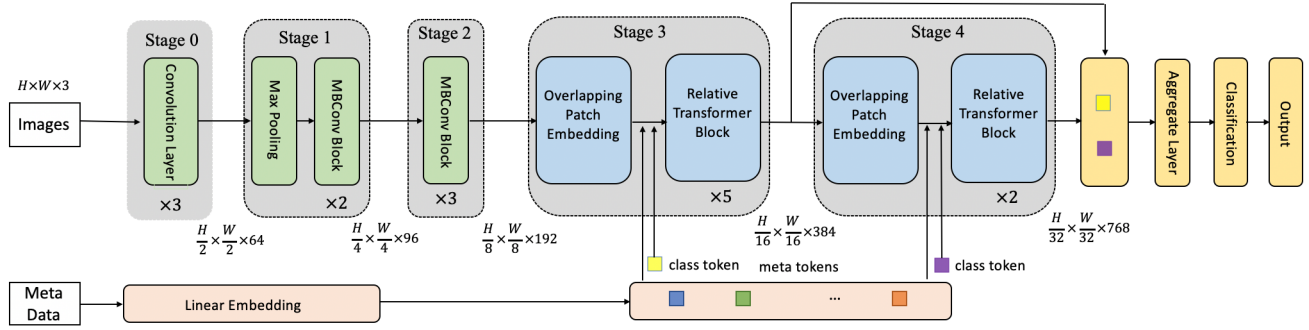 Stage 0
Stage 1
Stage 2
Stage 3
Stage 4
H×W×3
Images
Convolution Layer
×3
Max Pooling
MBConv Block
×2
MBConv Block
×3
Overlapping
Patch
Embedding
Relative
Transformer
Block
×5
Overlapping
Patch
Embedding
Relative
Transformer
Block
×2
Aggregate Layer
Classification
Output
H/2 × W/2 ×64
H/4 × W/4 ×96
H/8 × W/8 ×192
H/16 × W/16 ×384
H/32 × W/32 ×768
class token
meta tokens
class token
Meta
Data
Linear Embedding
...